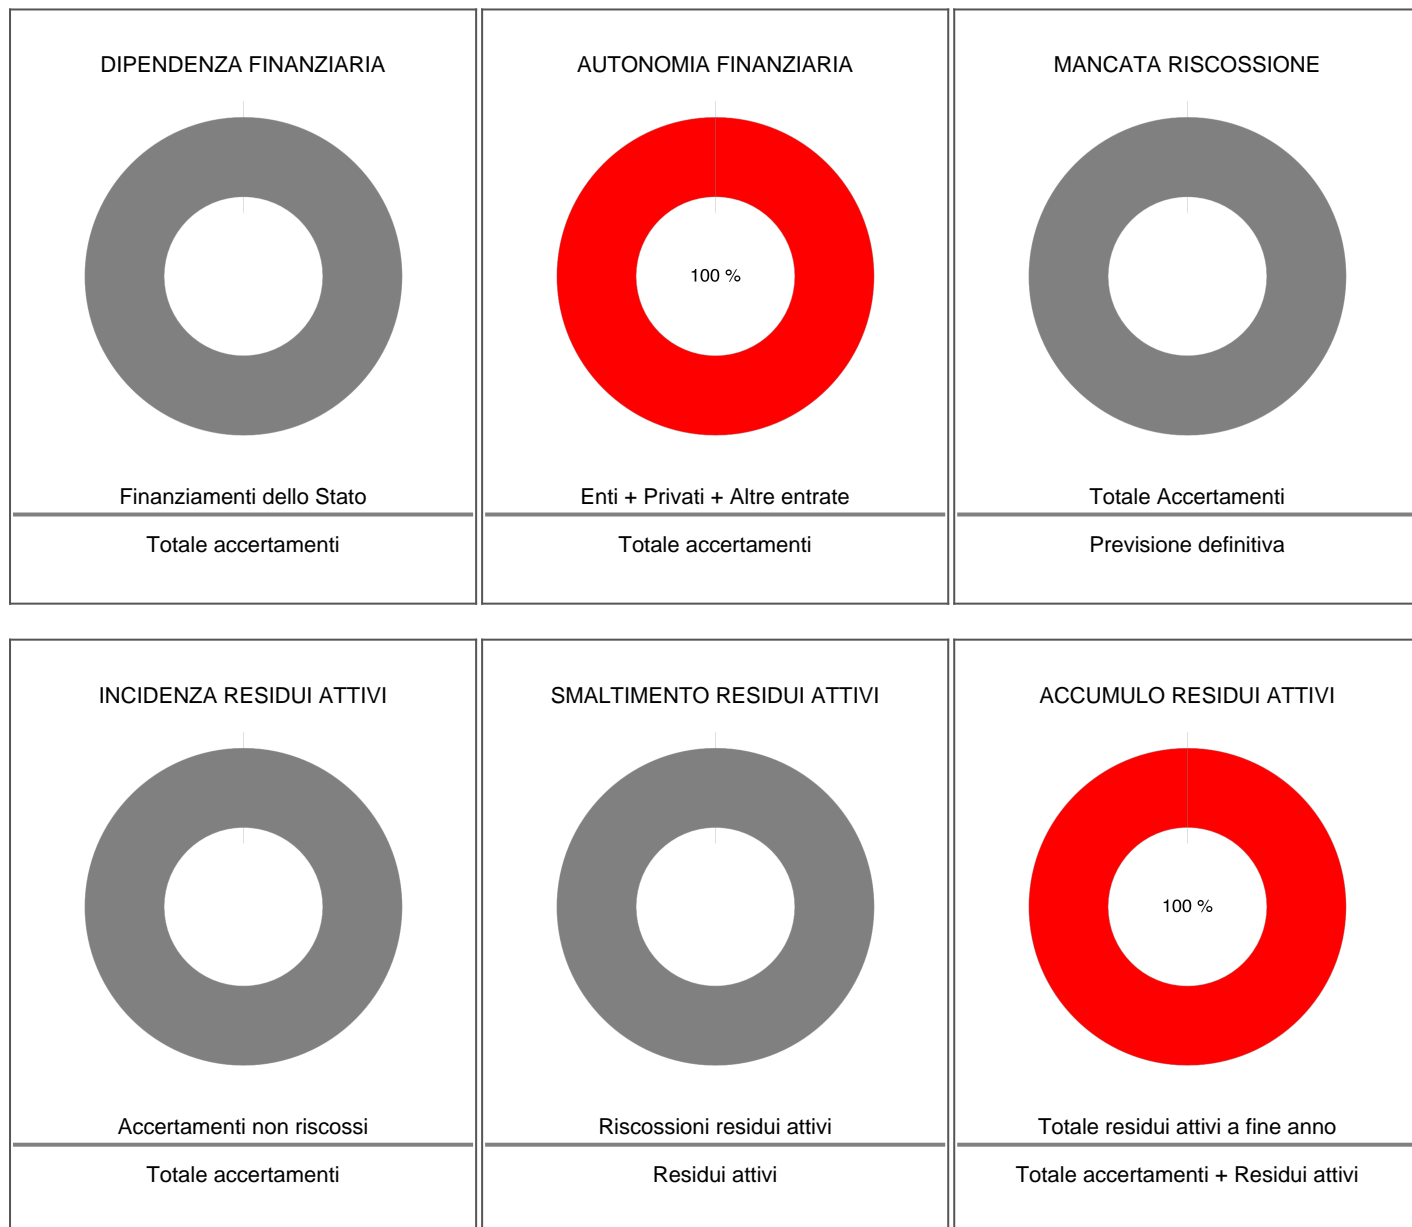 DIPENDENZA FINANZIARIA
Finanziamenti dello Stato
Totale accertamenti
AUTONOMIA FINANZIARIA
100 %
Enti + Privati + Altre entrate
Totale accertamenti
MANCATA RISCOSSIONE
Totale Accertamenti
Previsione definitiva
INCIDENZA RESIDUI ATTIVI
Accertamenti non riscossi
Totale accertamenti
SMALTIMENTO RESIDUI ATTIVI
Riscossioni residui attivi
Residui attivi
ACCUMULO RESIDUI ATTIVI
100 %
Totale residui attivi a fine anno
Totale accertamenti + Residui attivi